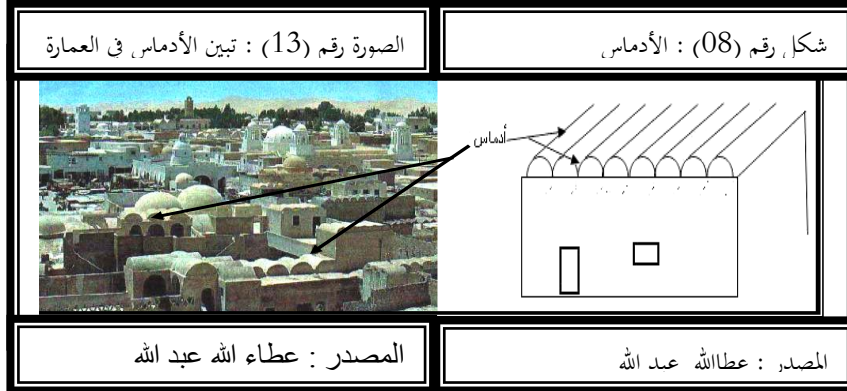 شكل رقم (08) : الأدماس
الصورة رقم (13) : تبين الأدماس في العمارة
أدماس
المصدر : عطاالله عبد الله
المصدر : عطاء الله عبد الله